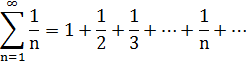 ∑_{n=1}^{∞} 1/n = 1 + 1/2 + 1/3 + ⋯ + 1/n + ⋯